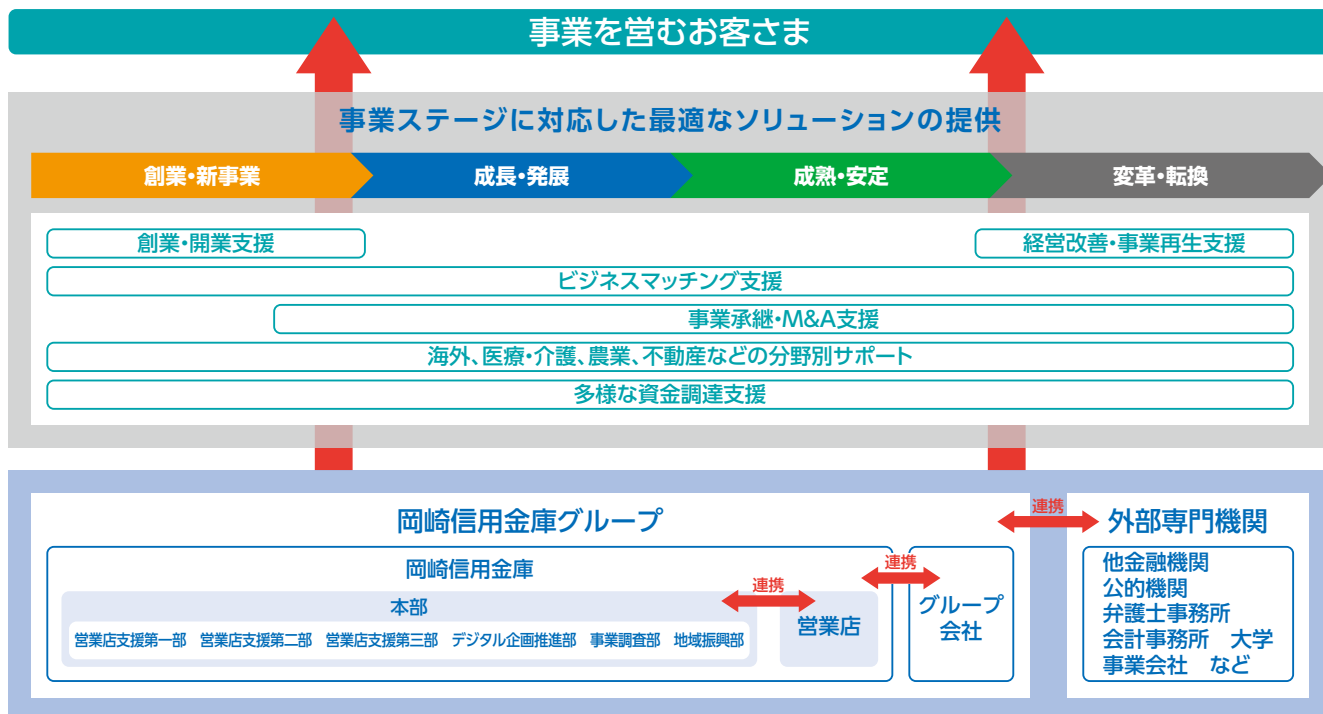 事業を営むお客さま
事業ステージに対応した最適なソリューションの提供
創業・新事業
成長・発展
成熟・安定
変革・転換
創業・開業支援
経営改善・事業再生支援
ビジネスマッチング支援
事業承継・M&A支援
海外、医療・介護、農業、不動産などの分野別サポート
多様な資金調達支援
岡崎信用金庫グループ
連携
外部専門機関
岡崎信用金庫
連携
本部
連携
営業店支援第一部 営業店支援第二部 営業店支援第三部 デジタル企画推進部 事業調査部 地域振興部
営業店
グループ
会社
他金融機関
公的機関
弁護士事務所
会計事務所 大学
事業会社 など